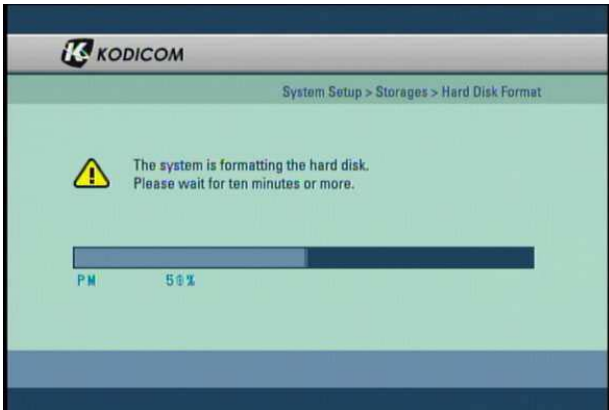 KODICOM
System Setup > Storages > Hard Disk Format
The system is formatting the hard disk.
Please wait for ten minutes or more.
PM 50%